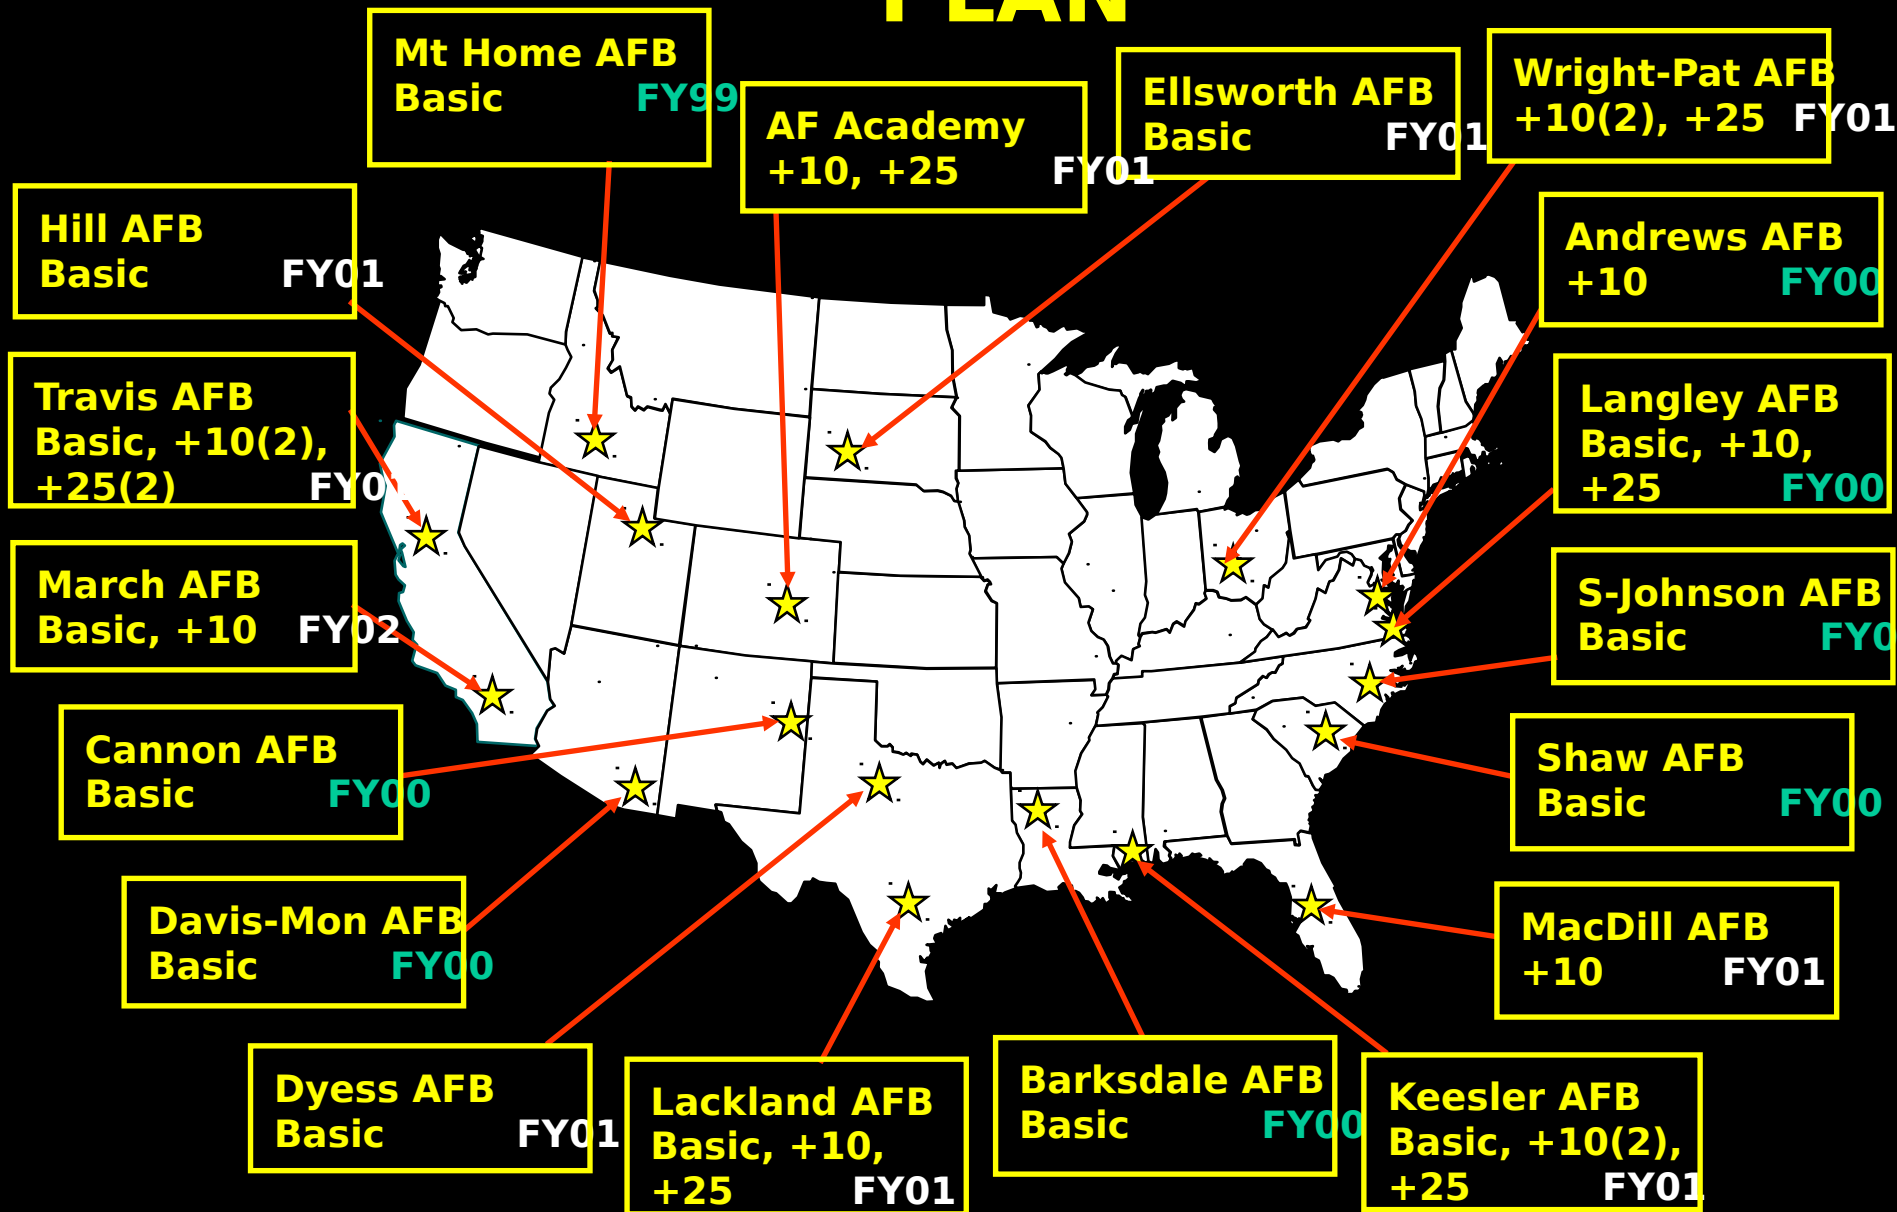 PLAN
Mt Home AFB
Basic FY99
AF Academy
+10, +25 FY01
Ellsworth AFB
Basic FY01
Wright-Pat AFB
+10(2), +25 FY01
Hill AFB
Basic FY01
Andrews AFB
+10 FY00
Travis AFB
Basic, +10(2),
+25(2)
Langley AFB
Basic, +10,
+25 FY00
March AFB
Basic, +10 FY02
S-Johnson AFB
Basic
Cannon AFB
Basic FY00
Shaw AFB
Basic FY00
Davis-Mon AFB
Basic FY00
MacDill AFB
+10 FY01
Dyess AFB
Basic FY01
Lackland AFB
Basic, +10,
+25 FY01
Barksdale AFB
Basic FY00
Keesler AFB
Basic, +10(2),
+25 FY01